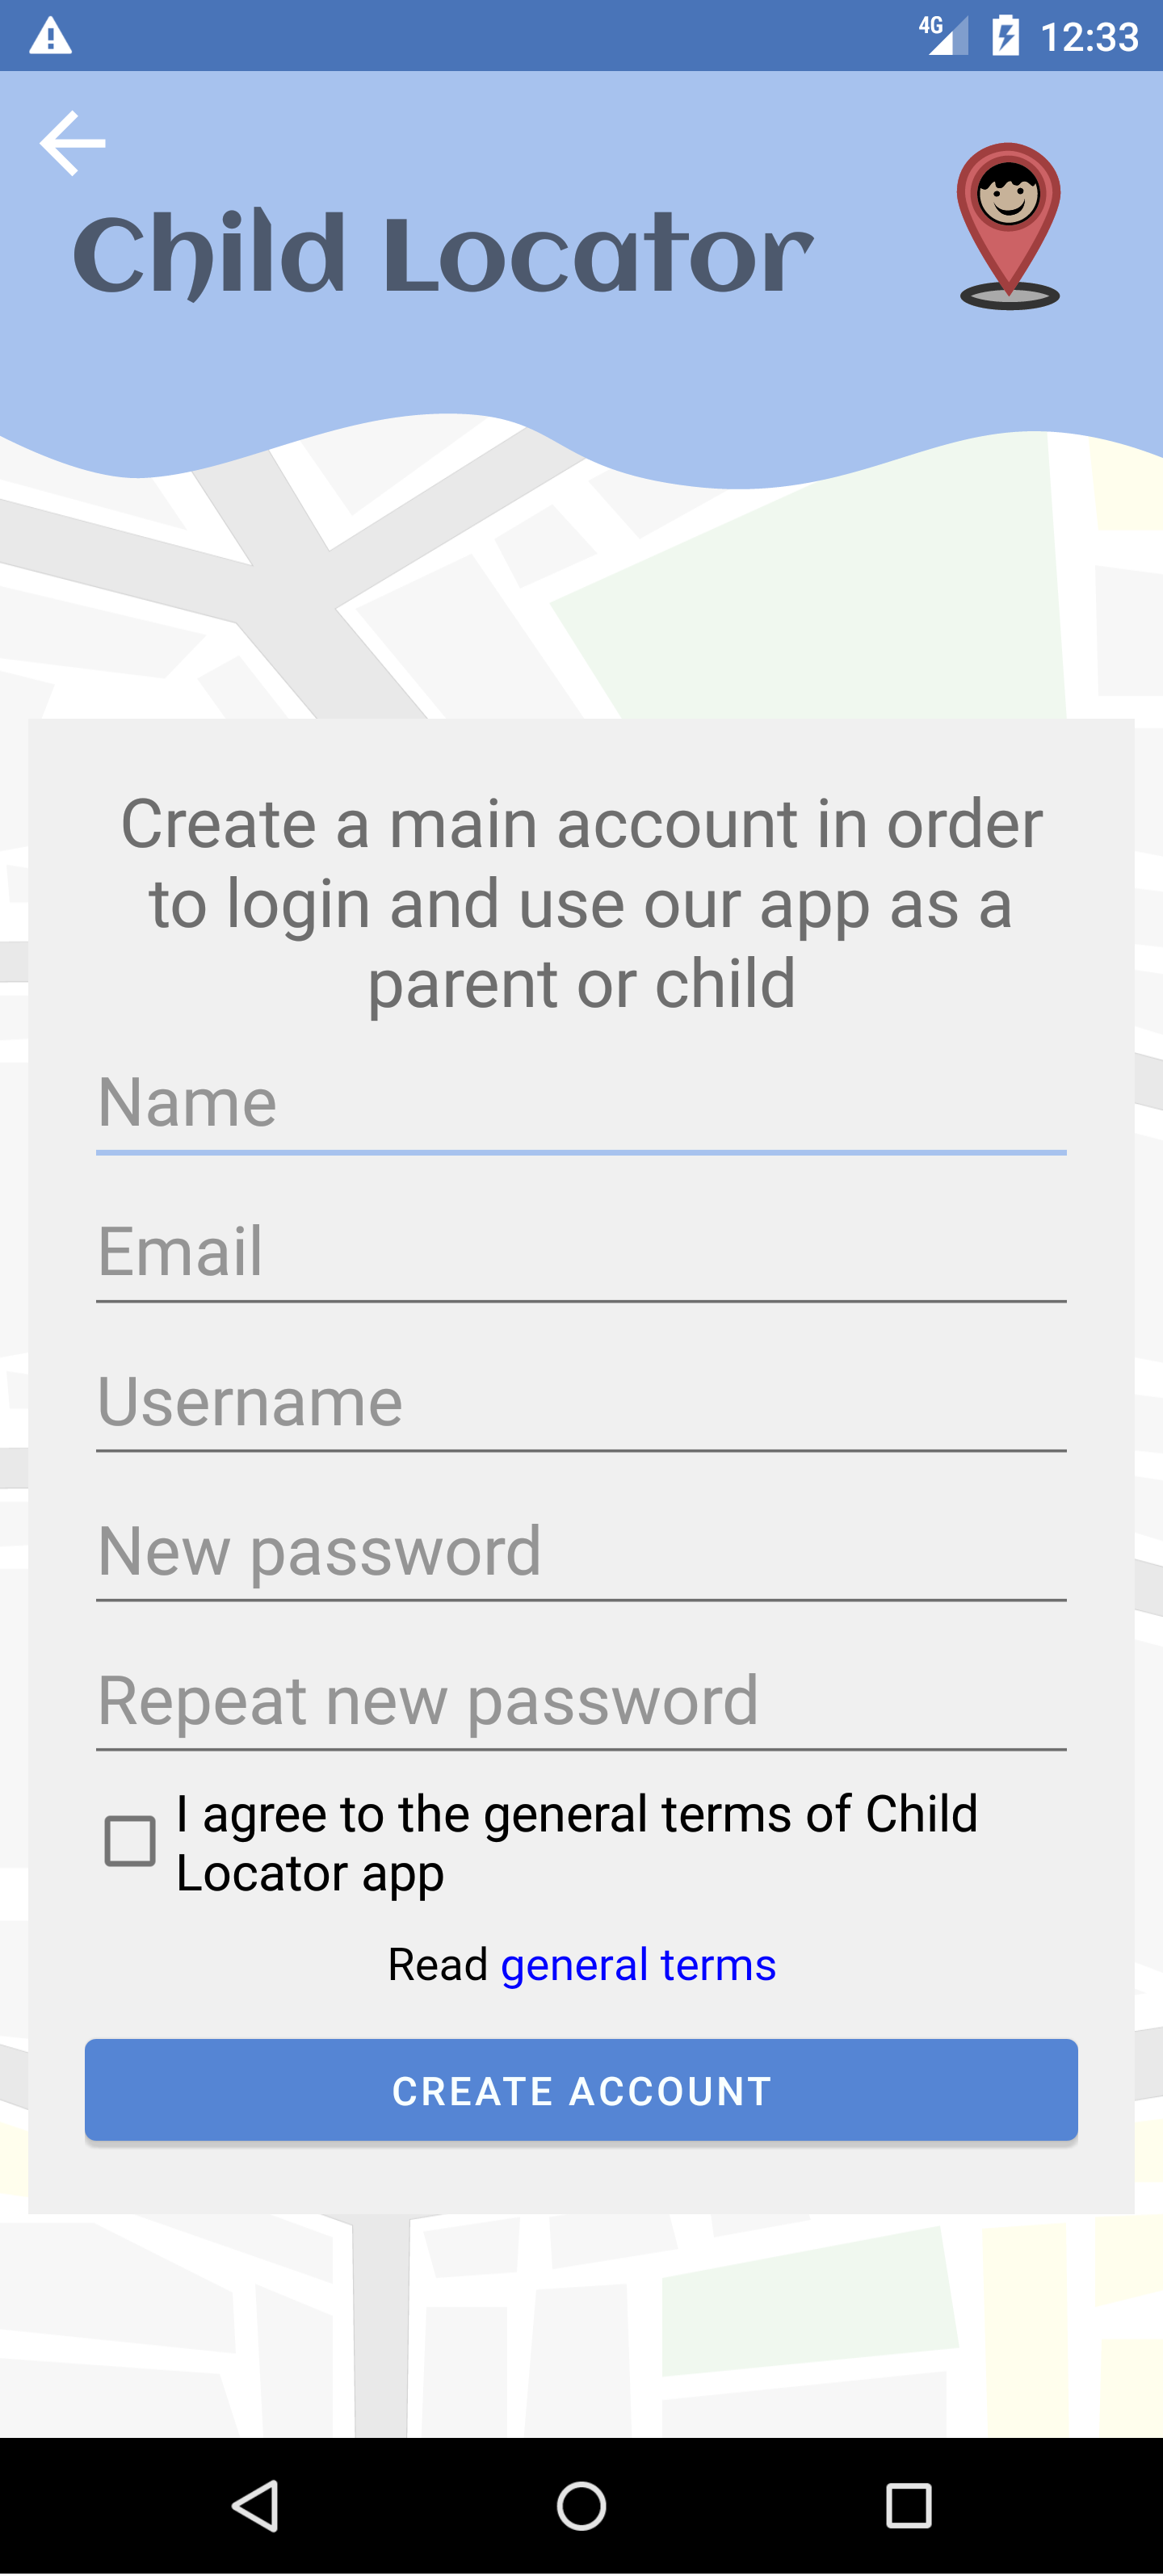 4G 12:33
Child Locator
Create a main account in order
to login and use our app as a
parent or child
Name
Email
Username
New password
Repeat new password
I agree to the general terms of Child
Locator app
Read general terms
CREATE ACCOUNT